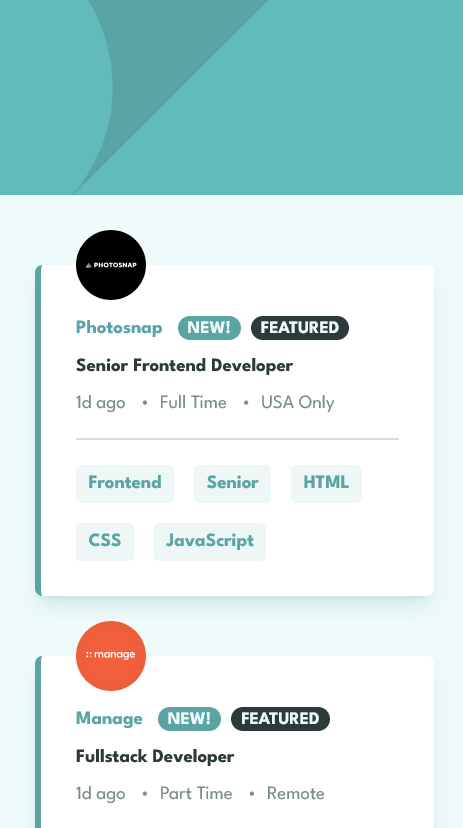 PHOTOSNAP
Photosnap NEW! FEATURED
Senior Frontend Developer
1d ago • Full Time • USA Only
Frontend Senior HTML
CSS JavaScript
:: manage
Manage NEW! FEATURED
Fullstack Developer
1d ago • Part Time • Remote